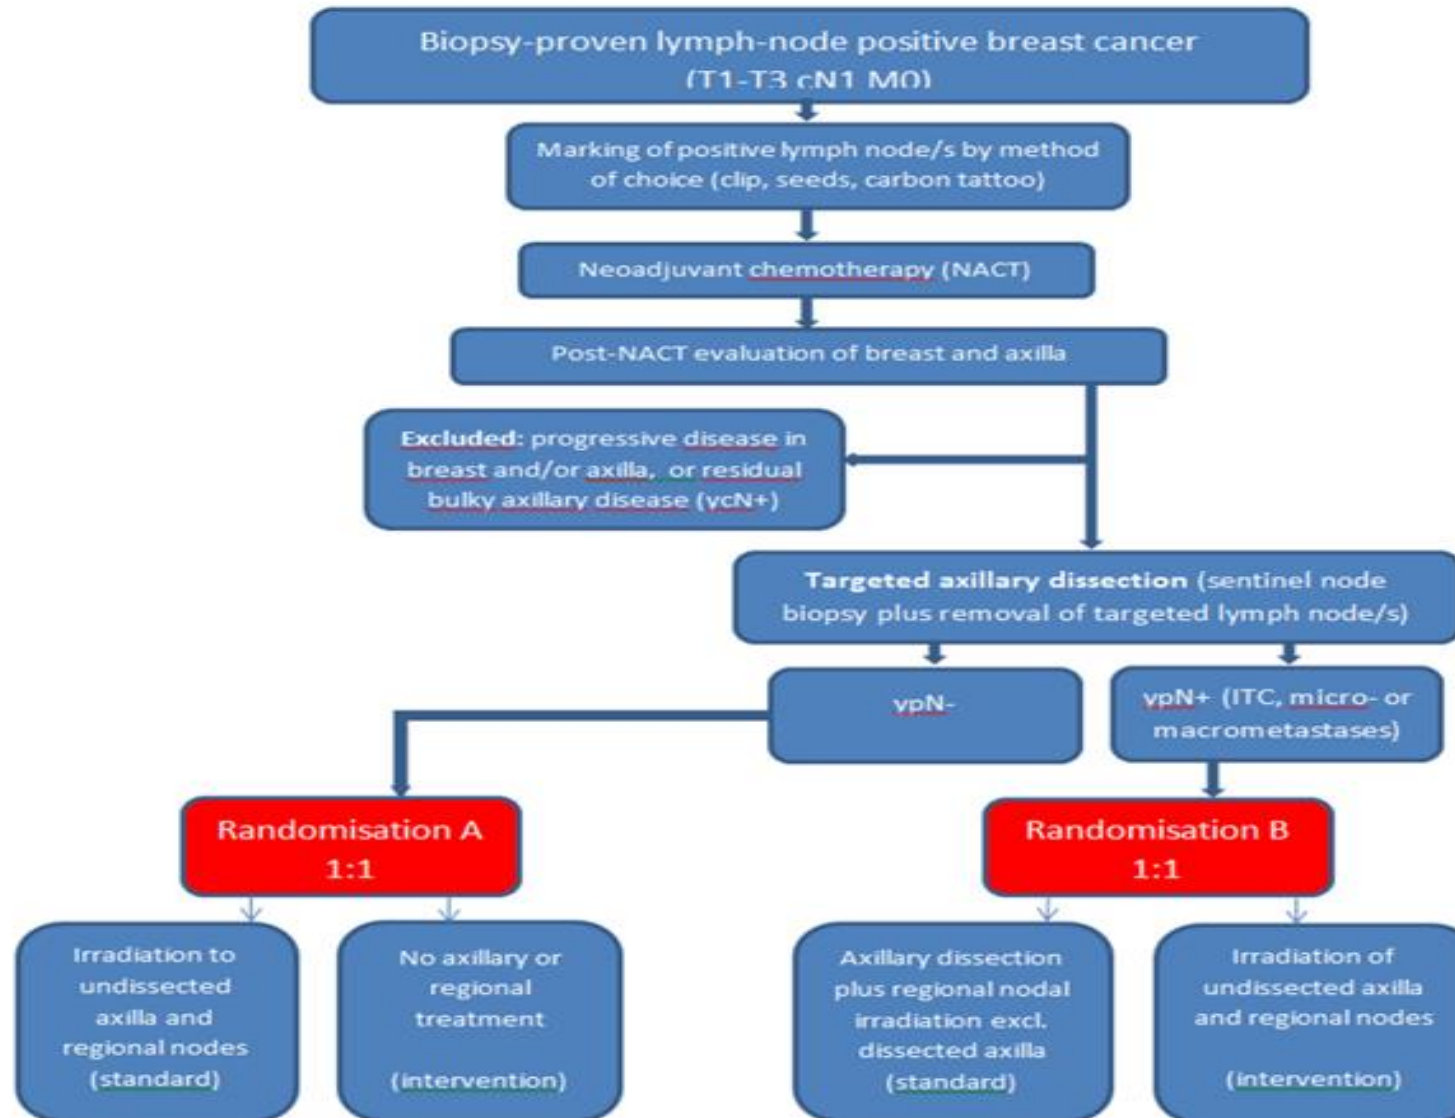 Biopsy-proven lymph-node positive breast cancer
(T1-T3 cN1 M0)
Marking of positive lymph node/s by method
of choice (clip, seeds, carbon tattoo)
Neoadjuvant chemotherapy (NACT)
Post-NACT evaluation of breast and axilla
Excluded: progressive disease in
breast and/or axilla, or residual
bulky axillary disease (ycN+)
Targeted axillary dissection (sentinel node
biopsy plus removal of targeted lymph node/s)
ypN-
ypN+ (ITC, micro- or
macrometastases)
Randomisation A
1:1
Randomisation B
1:1
Irradiation to
undissected
axilla and
regional nodes
(standard)
No axillary or
regional
treatment
(intervention)
Axillary dissection
plus regional nodal
irradiation excl.
dissected axilla
(standard)
Irradiation of
undissected axilla
and regional nodes
(intervention)